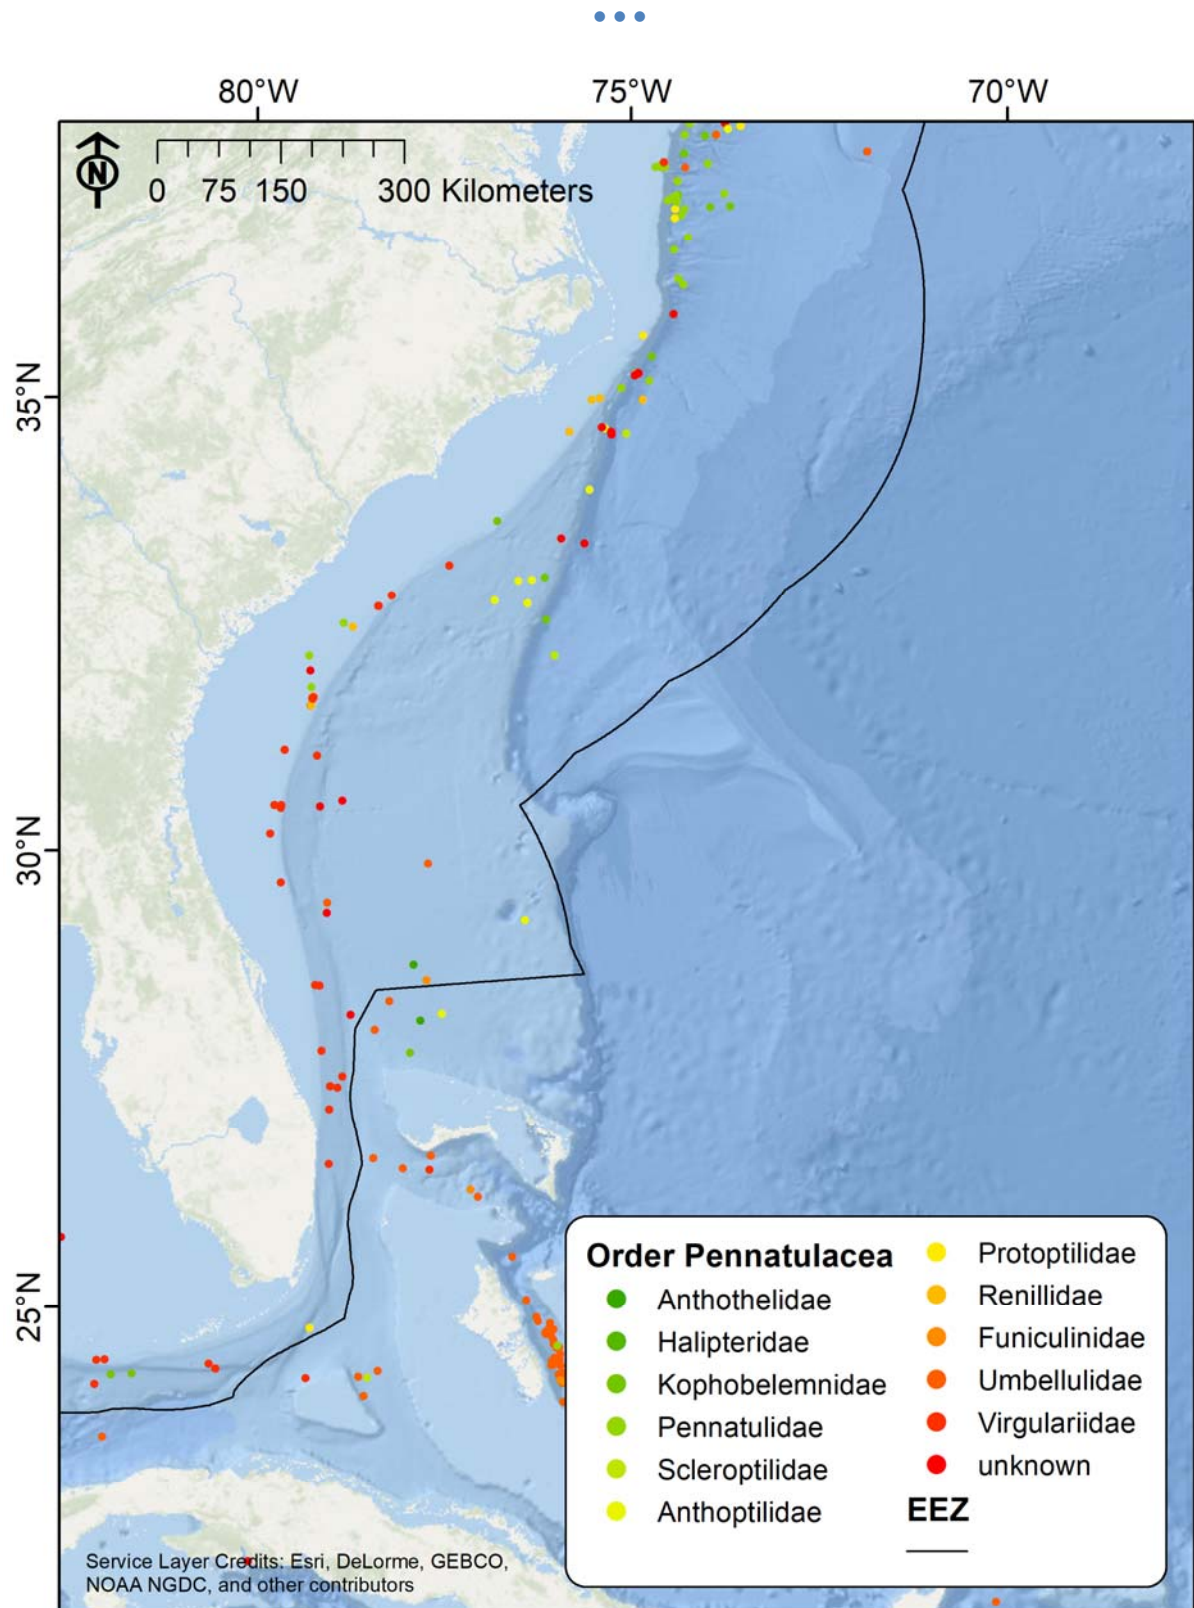 80°W 75°W 70°W
N
0 75 150 300 Kilometers
35°N
30°N
25°N
Order Pennatulacea
Anthothelidae
Halipteridae
Kophobelemnidae
Pennatulidae
Scleroptilidae
Anthoptilidae
Protoptilidae
Renillidae
Funiculinidae
Umbellulidae
Virgulariidae
unknown
EEZ
Service Layer Credits: Esri, DeLorme, GEBCO,
NOAA NGDC, and other contributors